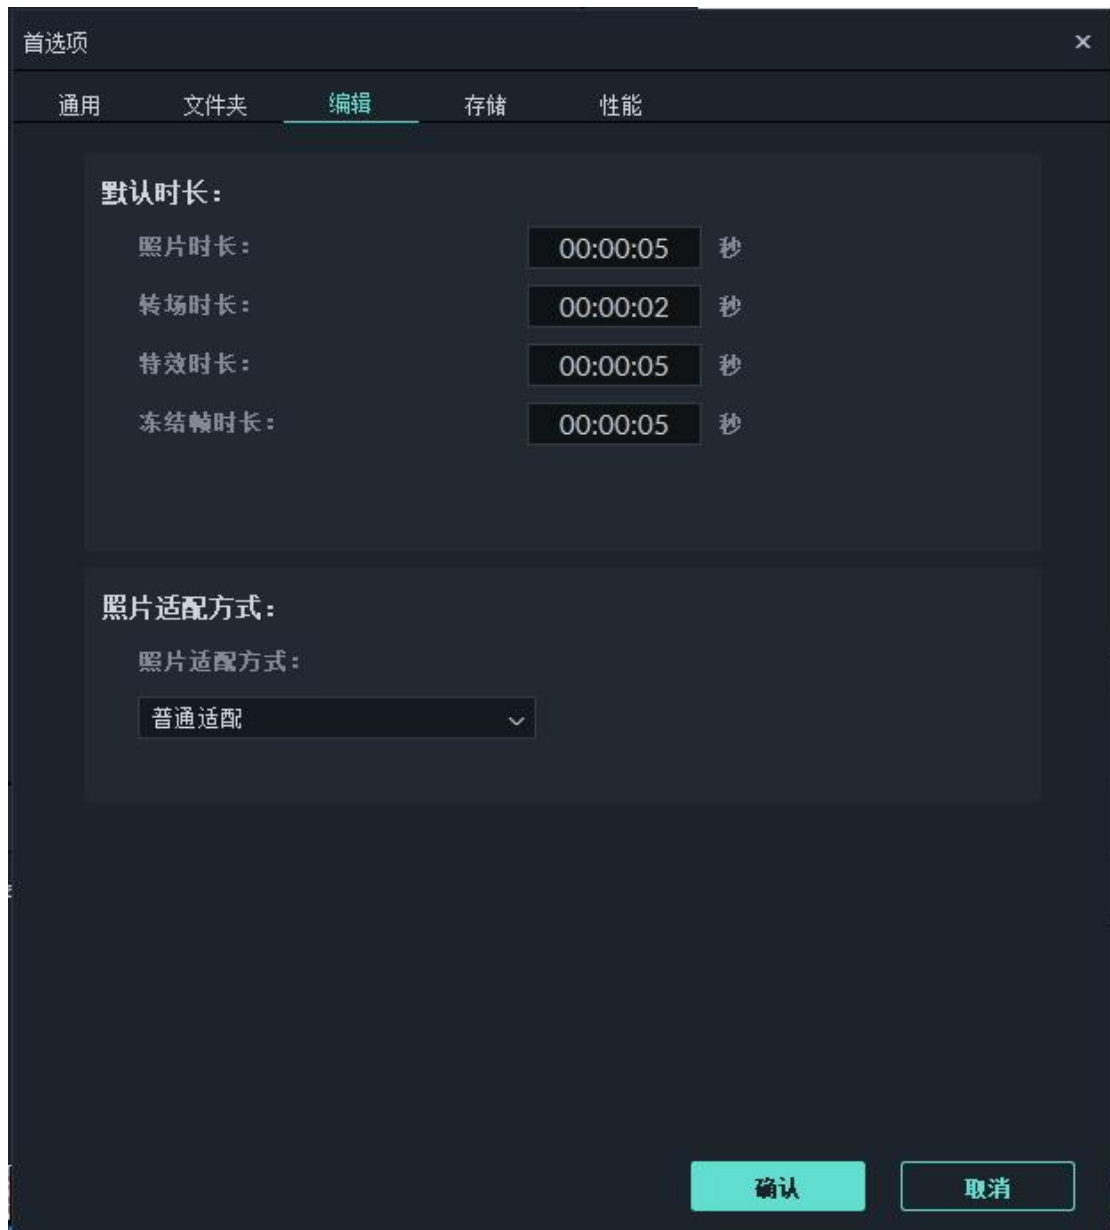 首选项
通用 文件夹 编辑 存储 性能
默认时长：
照片时长： 00:00:05 秒
转场时长： 00:00:02 秒
特效时长： 00:00:05 秒
冻结帧时长： 00:00:05 秒
照片适配方式：
照片适配方式：
普通适配
确认 取消